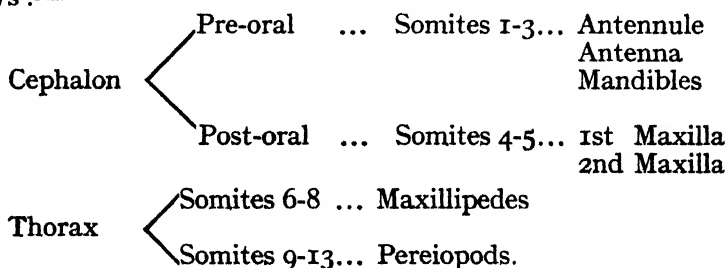 Pre-oral ... Somites 1-3... Antennule
Antenna
Cephalon Mandibles
Post-oral ... Somites 4-5... 1st Maxilla
2nd Maxilla
Somites 6-8 ... Maxillipedes
Thorax
Somites 9-13... Pereiopods.